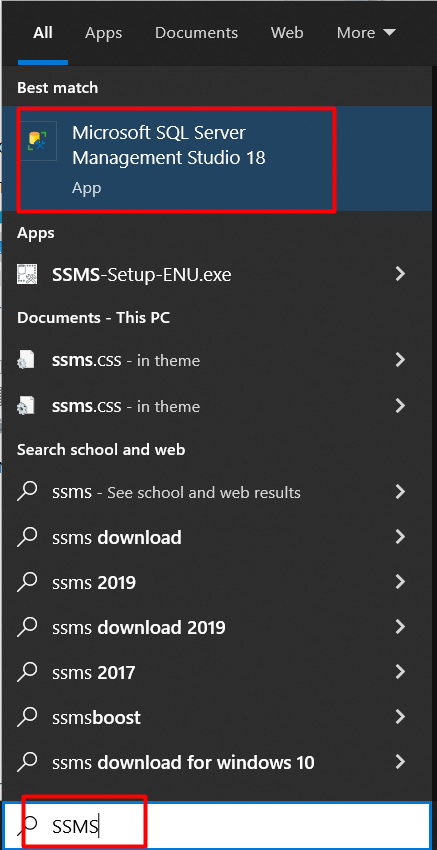 All Apps Documents Web More
Best match
Microsoft SQL Server
Management Studio 18
App
Apps
SSMS-Setup-ENU.exe
Documents - This PC
ssms.css - in theme
ssms.css - in theme
Search school and web
ssms - See school and web results
ssms download
ssms 2019
ssms download 2019
ssms 2017
ssmsboost
ssms download for windows 10
SSMS